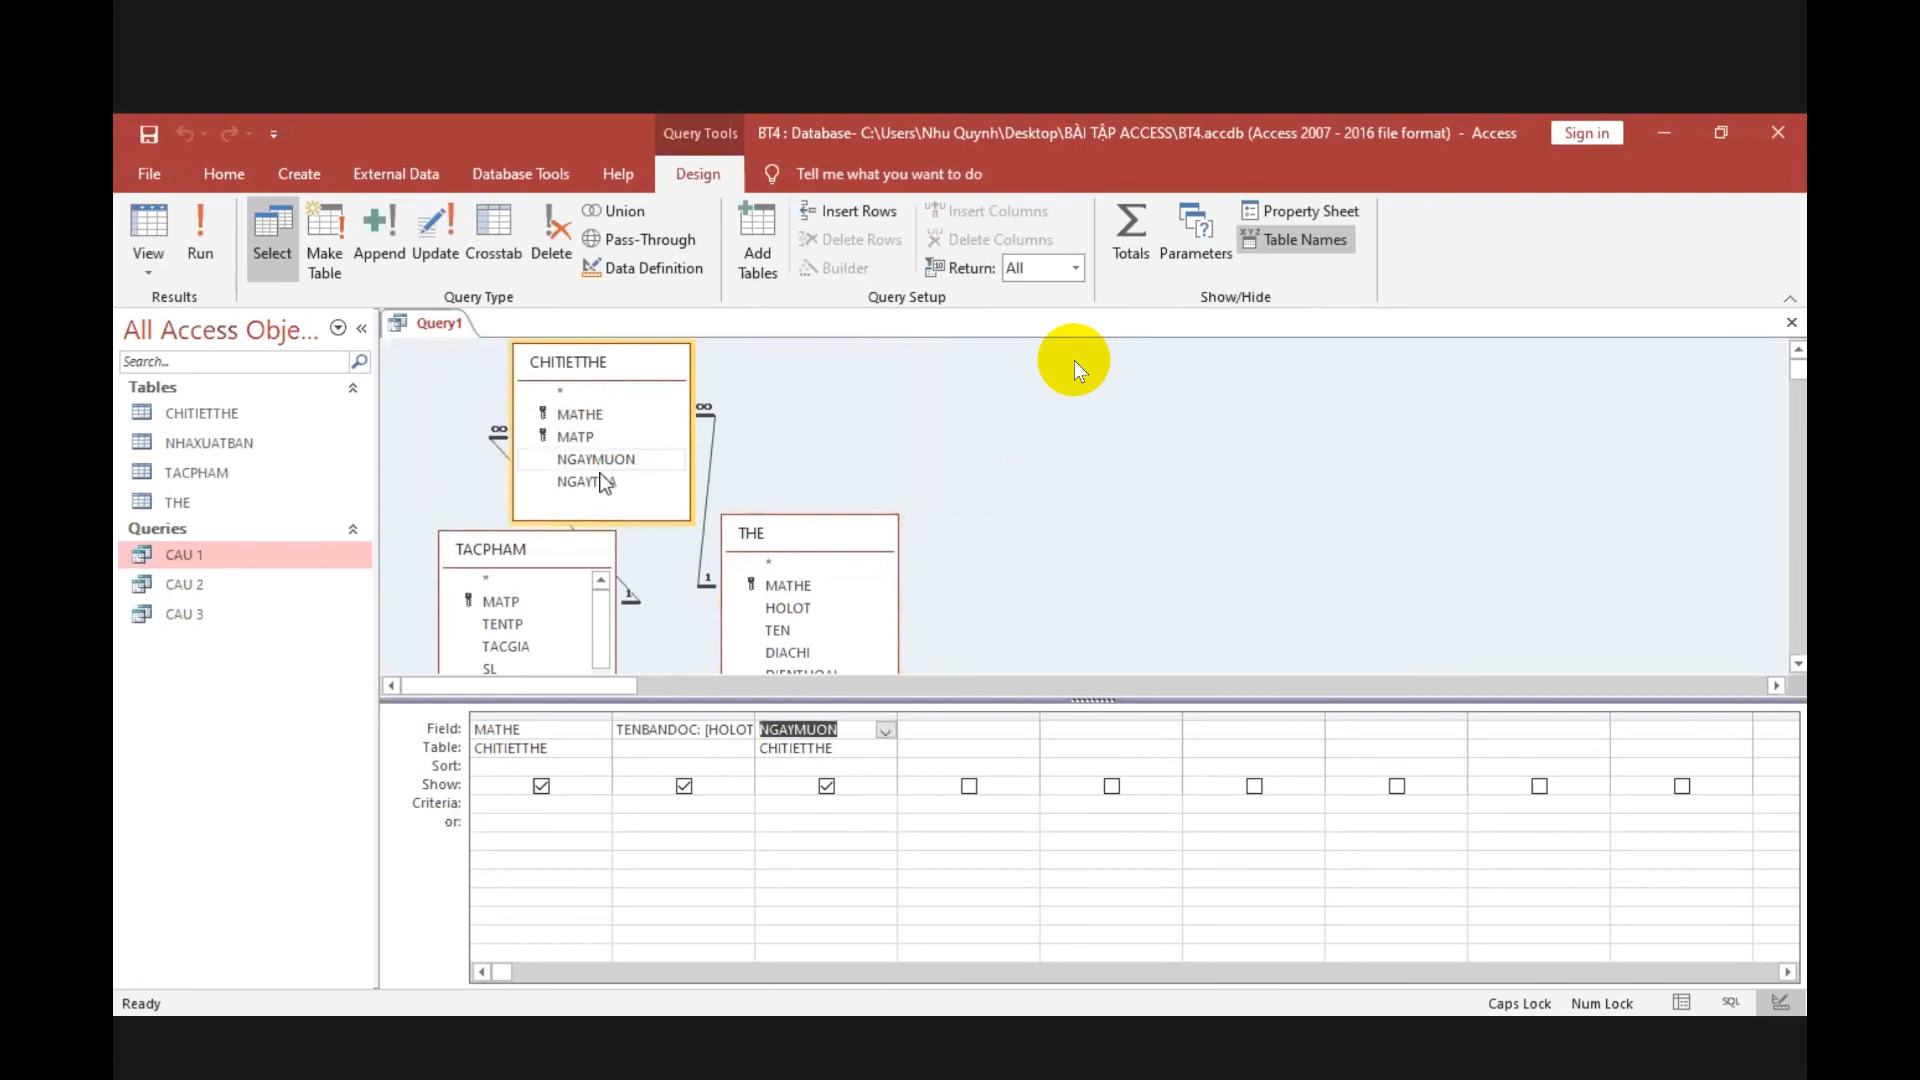 Query Tools
BT4 : Database- C:\Users\Nhu Quynh\Desktop\BÀI TẬP ACCESS\BT4.accdb (Access 2007 - 2016 file format) - Access
Sign in
File Home Create External Data Database Tools Help Design Tell me what you want to do
View
Run
Select
Make Table
Append
Update
Crosstab
Delete
Union
Pass-Through
Data Definition
Add Tables
Insert Rows
Delete Rows
Builder
Insert Columns
Delete Columns
Return: All
Totals
Parameters
Property Sheet
Table Names
Results
Query Type
Query Setup
Show/Hide
All Access Obje...
Search...
Tables
CHITIETTHE
NHAXUATBAN
TACPHAM
THE
Queries
CAU 1
CAU 2
CAU 3
Query1
CHITIETTHE
*
MATHE
MATP
NGAYMUON
∞
∞
TACPHAM
*
MATP
TENTP
TACGIA
SL
1
THE
*
MATHE
HOLOT
TEN
DIACHI
1
Field: MATHE TENBANDOC: [HOLOT NGAYMUON
Table: CHITIETTHE CHITIETTHE
Sort:
Show:
Criteria:
or:
Ready
Caps Lock Num Lock SQL